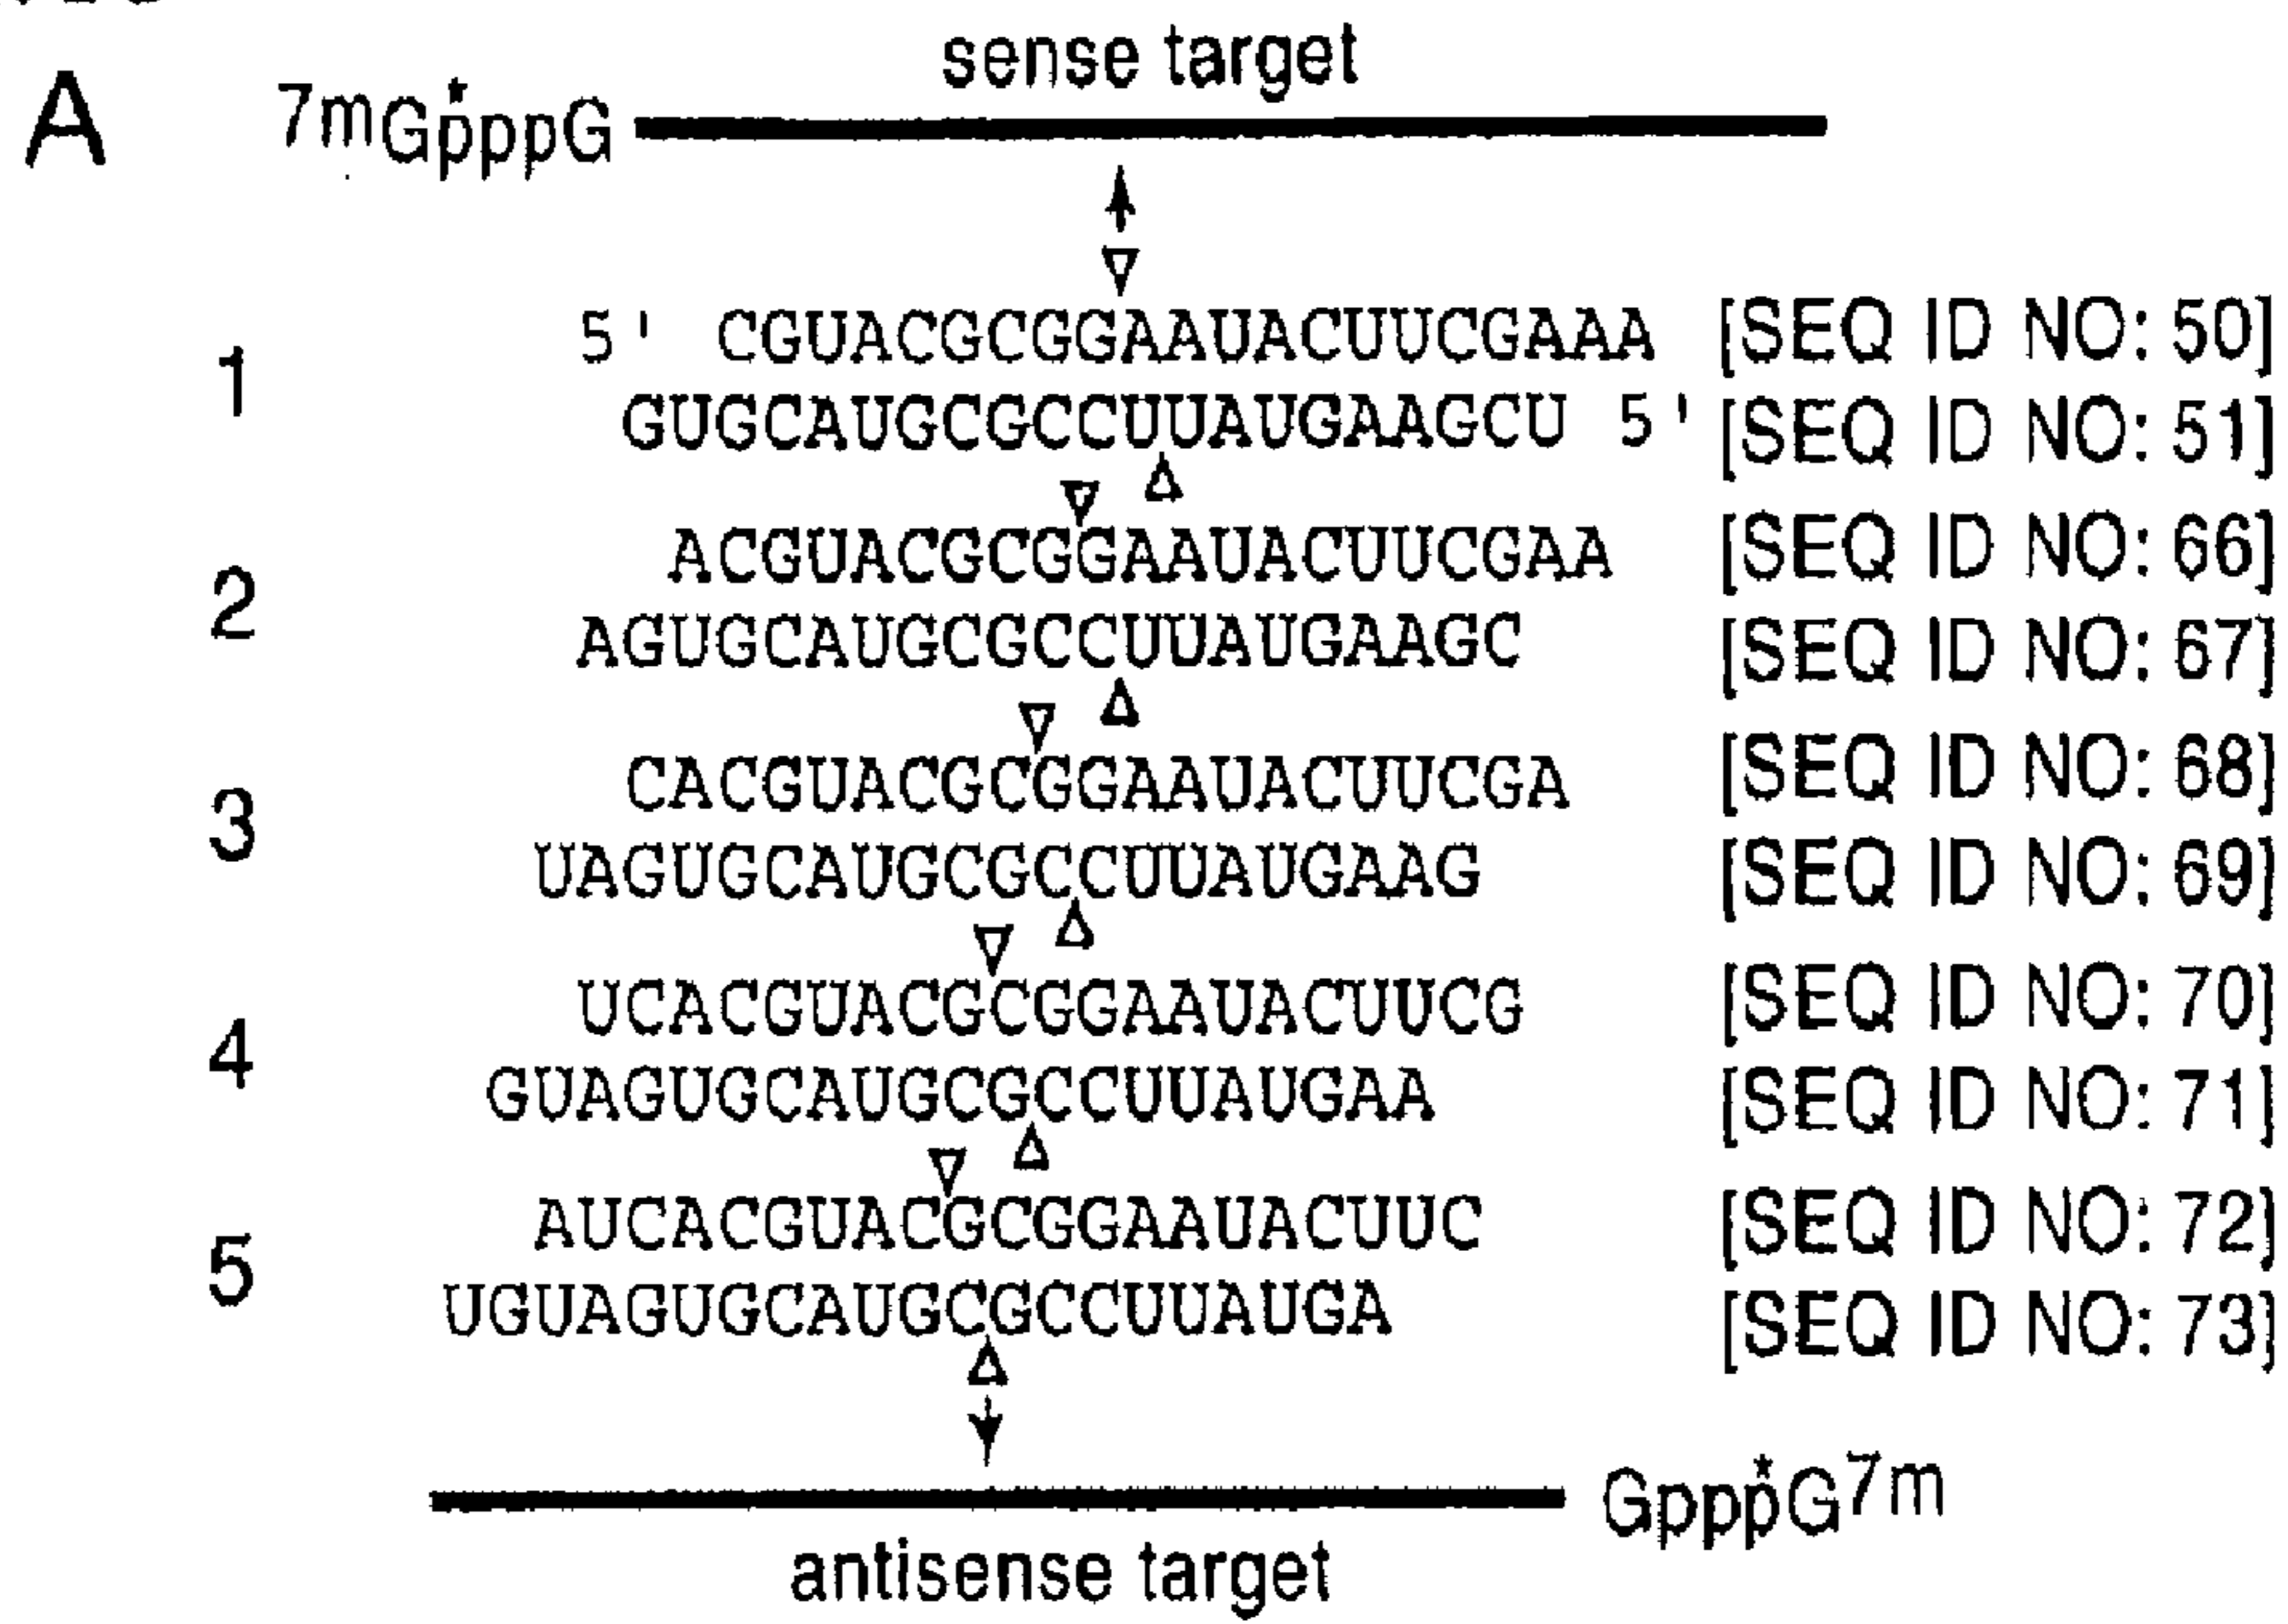 A
sense target
7mGpppG
1
5' CGUACGCGGAAUACUUCGAAA [SEQ ID NO: 50]
GUGCAUGCGCCUUAUGAAGCU 5' [SEQ ID NO: 51]
2
ACGUACGCGGAAUACUUCGAA [SEQ ID NO: 66]
AGUGCAUGCGCCUUAUGAAGC [SEQ ID NO: 67]
3
CACGUACGCGGAAUACUUCGA [SEQ ID NO: 68]
UAGUGCAUGCGCCUUAUGAAG [SEQ ID NO: 69]
4
UCACGUACGCGGAAUACUUCG [SEQ ID NO: 70]
GUAGUGCAUGCGCCUUAUGAA [SEQ ID NO: 71]
5
AUCACGUACGCGGAAUACUUC [SEQ ID NO: 72]
UGUAGUGCAUGCGCCUUAUGA [SEQ ID NO: 73]
GpppG7m
antisense target